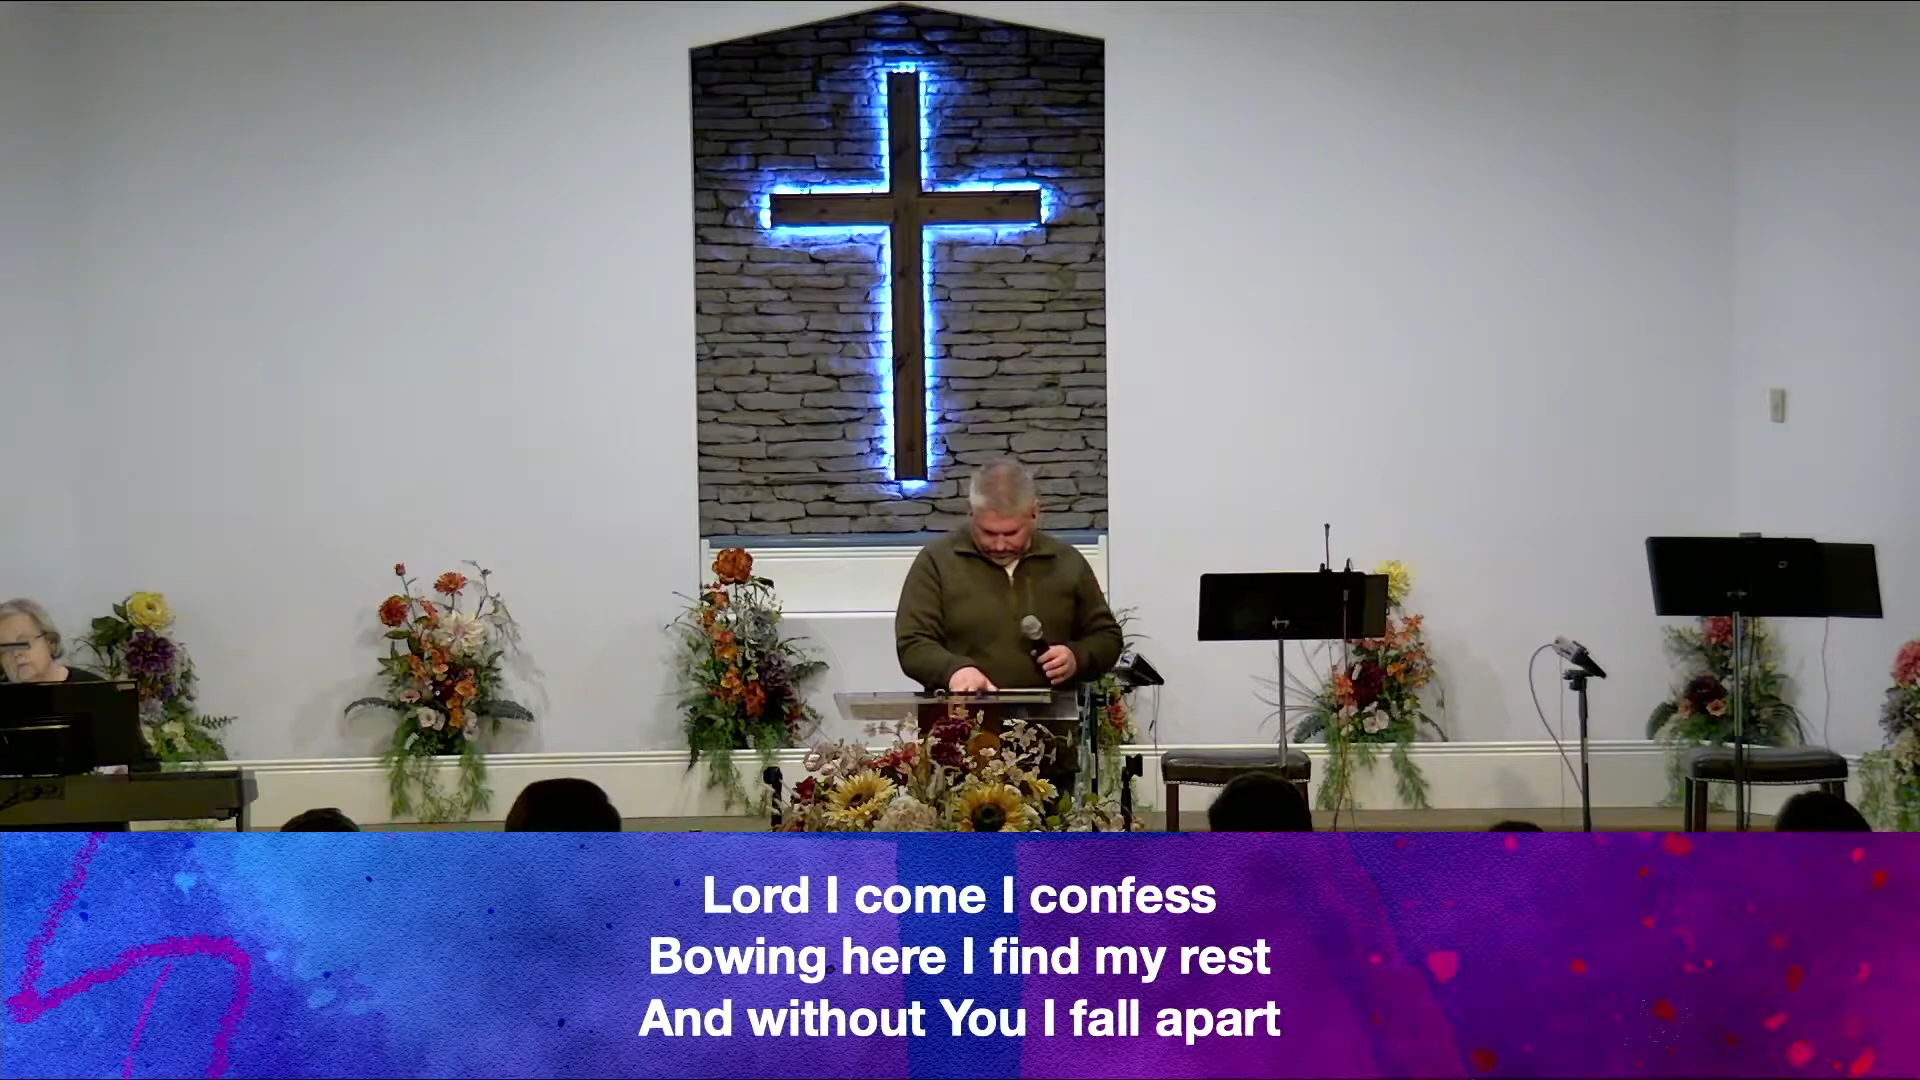 Lord I come I confess
Bowing here I find my rest
And without You I fall apart